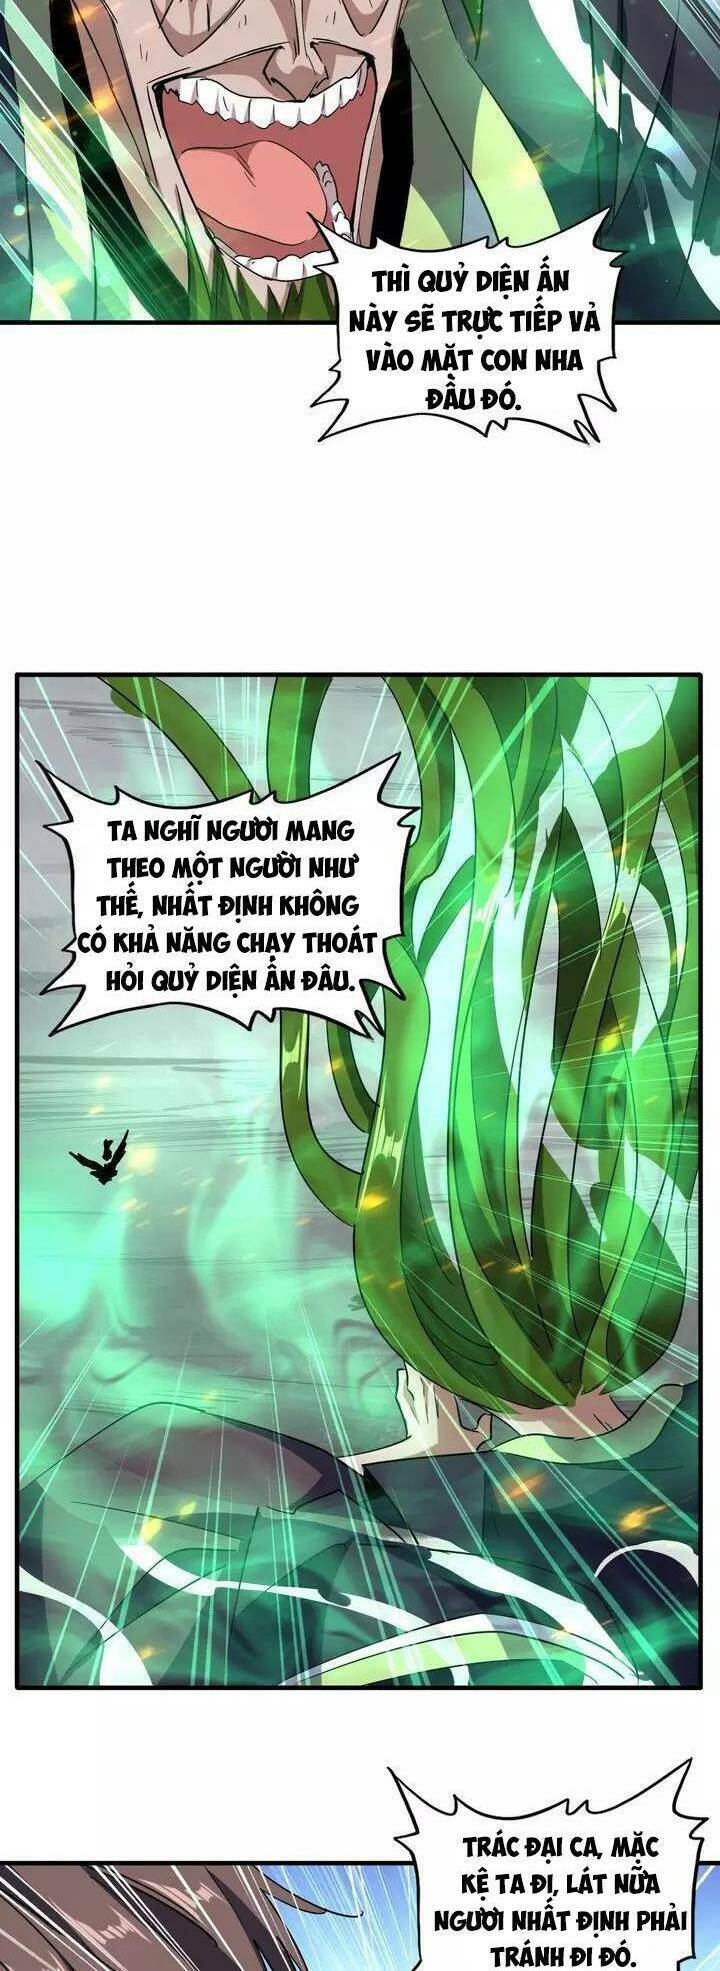 THÌ QUỶ DIỆN ẤN
NÀY SẼ TRỰC TIẾP VẢ
VÀO MẶT CON NHA
ĐẦU ĐÓ.
TA NGHĨ NGƯƠI MANG
THEO MỘT NGƯỜI NHƯ
THẾ, NHẤT ĐỊNH KHÔNG
CÓ KHẢ NĂNG CHẠY THOÁT
HỎI QUỶ DIỆN ẤN ĐÂU.
TRÁC ĐẠI CA, MẶC
KỆ TA ĐI, LÁT NỮA
NGƯƠI NHẤT ĐỊNH PHẢI
TRÁNH ĐI ĐÓ.